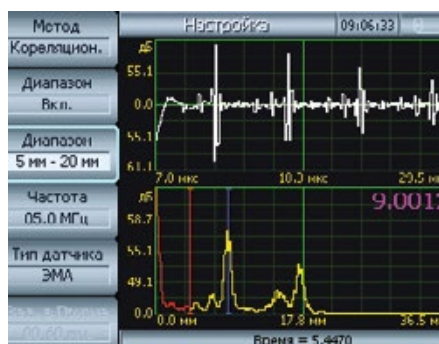 Метод
Кореляцион.
Диапазон
Вкл.
Диапазон
5 мм - 20 мм
Частота
05.0 МГц
Тип датчика
ЭМА
Настройка
09:06:33
дБ
55.1
0.0
55.1
61.1
7.0 мкс
10.3 мкс
29.5 мк
дБ
58.7
55.1
49.1
0.0
0.0 мм
17.8 мм
36.5 м
9.001
Время = 5.4470